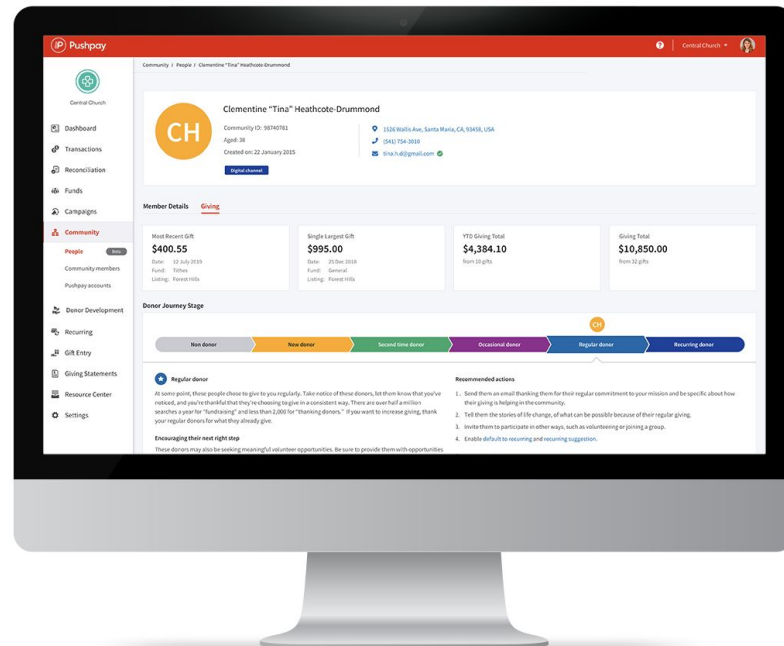 Pushpay
Central Church
Central Church
Dashboard
Transactions
Reconciliation
Funds
Campaigns
Community
People
Beta
Community members
Pushpay accounts
Donor Development
Recurring
Gift Entry
Giving Statements
Resource Center
Settings
Community / People / Clementine "Tina" Heathcote-Drummond
CH
Clementine "Tina" Heathcote-Drummond
Community ID: 98740781
Aged: 38
Created on: 22 January 2015
Digital channel
1526 Wallis Ave, Santa Maria, CA, 93458, USA
(541) 754-3010
tina.h.d@gmail.com
Member Details Giving
Most Recent Gift
$400.55
Date: 12 July 2019
Fund: Tithes
Listing: Forest Hills
Single Largest Gift
$995.00
Date: 25 Dec 2018
Fund: General
Listing: Forest Hills
YTD Giving Total
$4,384.10
from 10 gifts
Giving Total
$10,850.00
from 32 gifts
Donor Journey Stage
CH
Non donor
New donor
Second time donor
Occasional donor
Regular donor
Recurring donor
Regular donor
At some point, these people chose to give to you regularly. Take notice of these donors, let them know that you've
noticed, and you're thankful that they're choosing to give in a consistent way. There are over half a million
searches a year for "fundraising" and less than 2,000 for "thanking donors." If you want to increase giving, thank
your regular donors for what they already give.
Encouraging their next right step
These donors may also be seeking meaningful volunteer opportunities. Be sure to provide them with opportunities
Recommended actions
1. Send them an email thanking them for their regular commitment to your mission and be specific about how
their giving is helping in the community.
2. Tell them the stories of life change, of what can be possible because of their regular giving.
3. Invite them to participate in other ways, such as volunteering or joining a group.
4. Enable default to recurring and recurring suggestion.